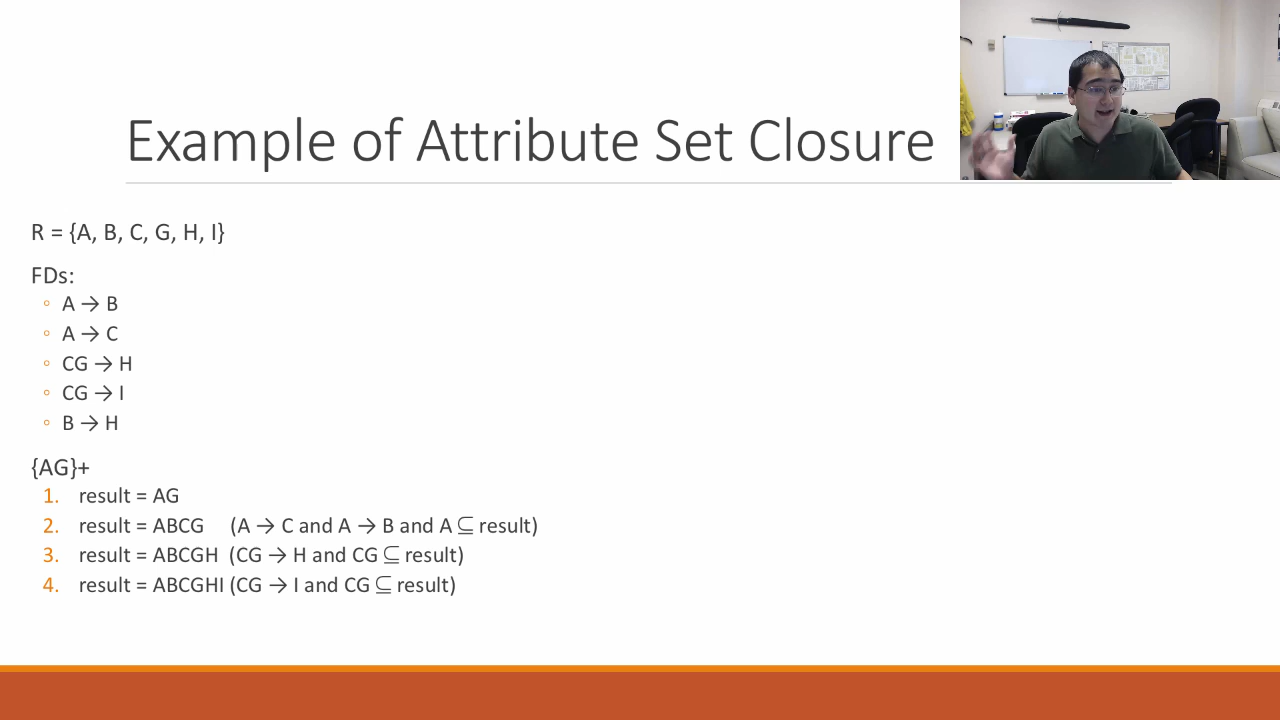 Example of Attribute Set Closure
R = {A, B, C, G, H, I}
FDs:
◦ A → B
◦ A → C
◦ CG → H
◦ CG → I
◦ B → H
{AG}+
1. result = AG
2. result = ABCG (A → C and A → B and A ⊆ result)
3. result = ABCGH (CG → H and CG ⊆ result)
4. result = ABCGHI (CG → I and CG ⊆ result)